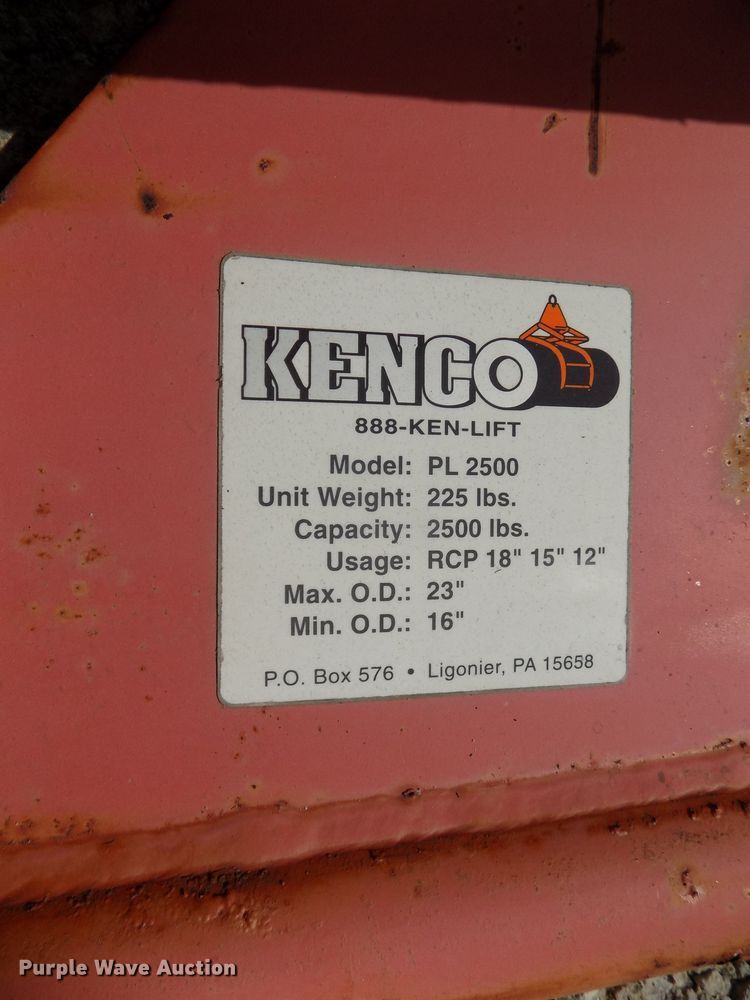 KENCO
888-KEN-LIFT
Model: PL 2500
Unit Weight: 225 lbs.
Capacity: 2500 lbs.
Usage: RCP 18" 15" 12"
Max. O.D.: 23"
Min. O.D.: 16"
P.O. Box 576 • Ligonier, PA 15658
Purple Wave Auction